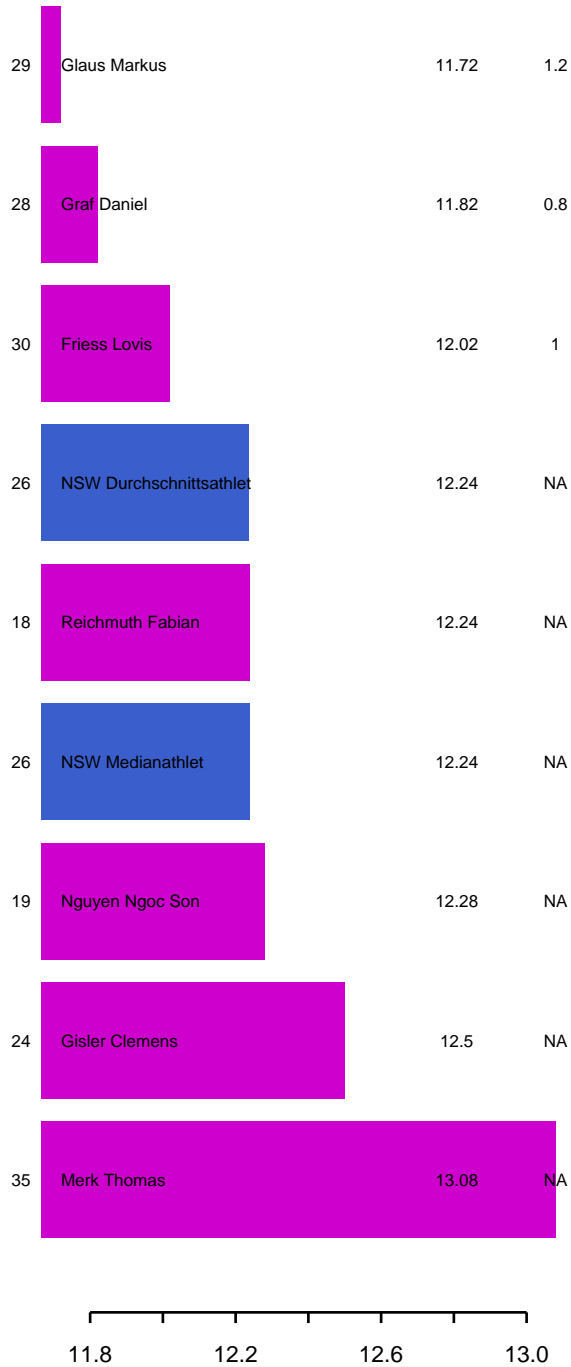 29 Glaus Markus 11.72 1.2
28 Graf Daniel 11.82 0.8
30 Friess Lovis 12.02 1
26 NSW Durchschnittsathlet 12.24 NA
18 Reichmuth Fabian 12.24 NA
26 NSW Medianathlet 12.24 NA
19 Nguyen Ngoc Son 12.28 NA
24 Gisler Clemens 12.5 NA
35 Merk Thomas 13.08 NA
11.8 12.2 12.6 13.0